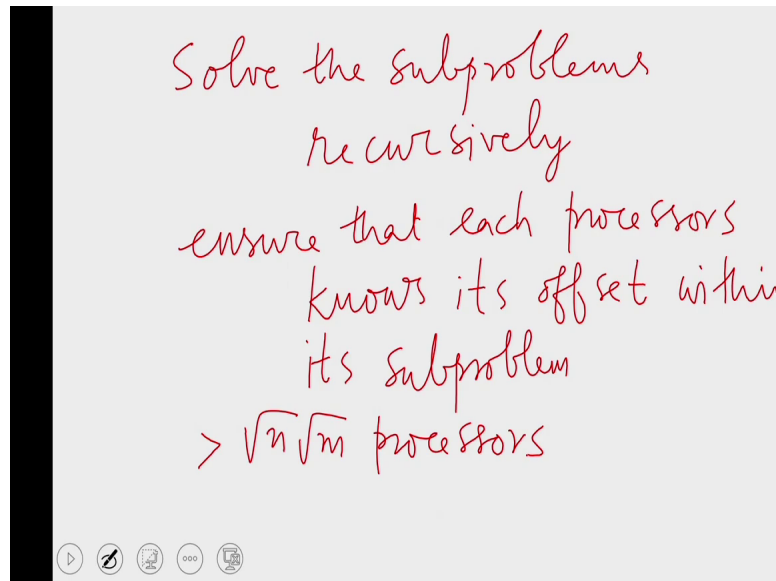 Solve the subproblems
recursively
ensure that each processors
knows its offset within
its subproblem
> √n √m processors